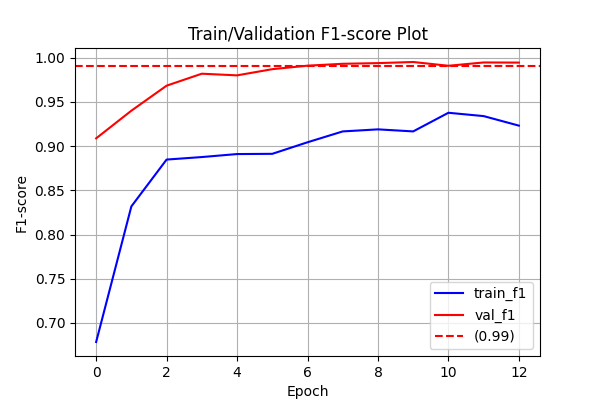 Train/Validation F1-score Plot
1.00
0.95
0.90
0.85
0.80
0.75
0.70
F1-score
train_f1
val_f1
(0.99)
0 2 4 6 8 10 12
Epoch